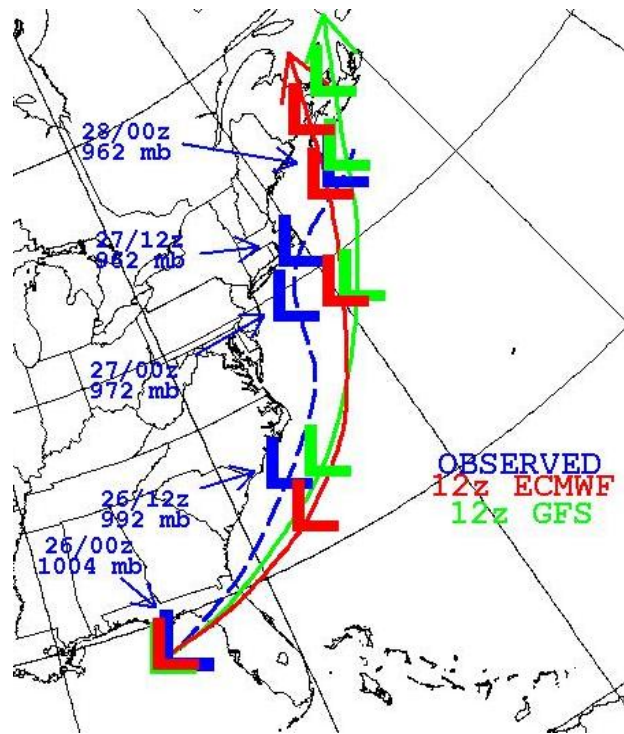 28/00z
962 mb
27/12z
962 mb
27/00z
972 mb
26/12z
992 mb
26/00z
1004 mb
OBSERVED
12z ECMWF
12z GFS